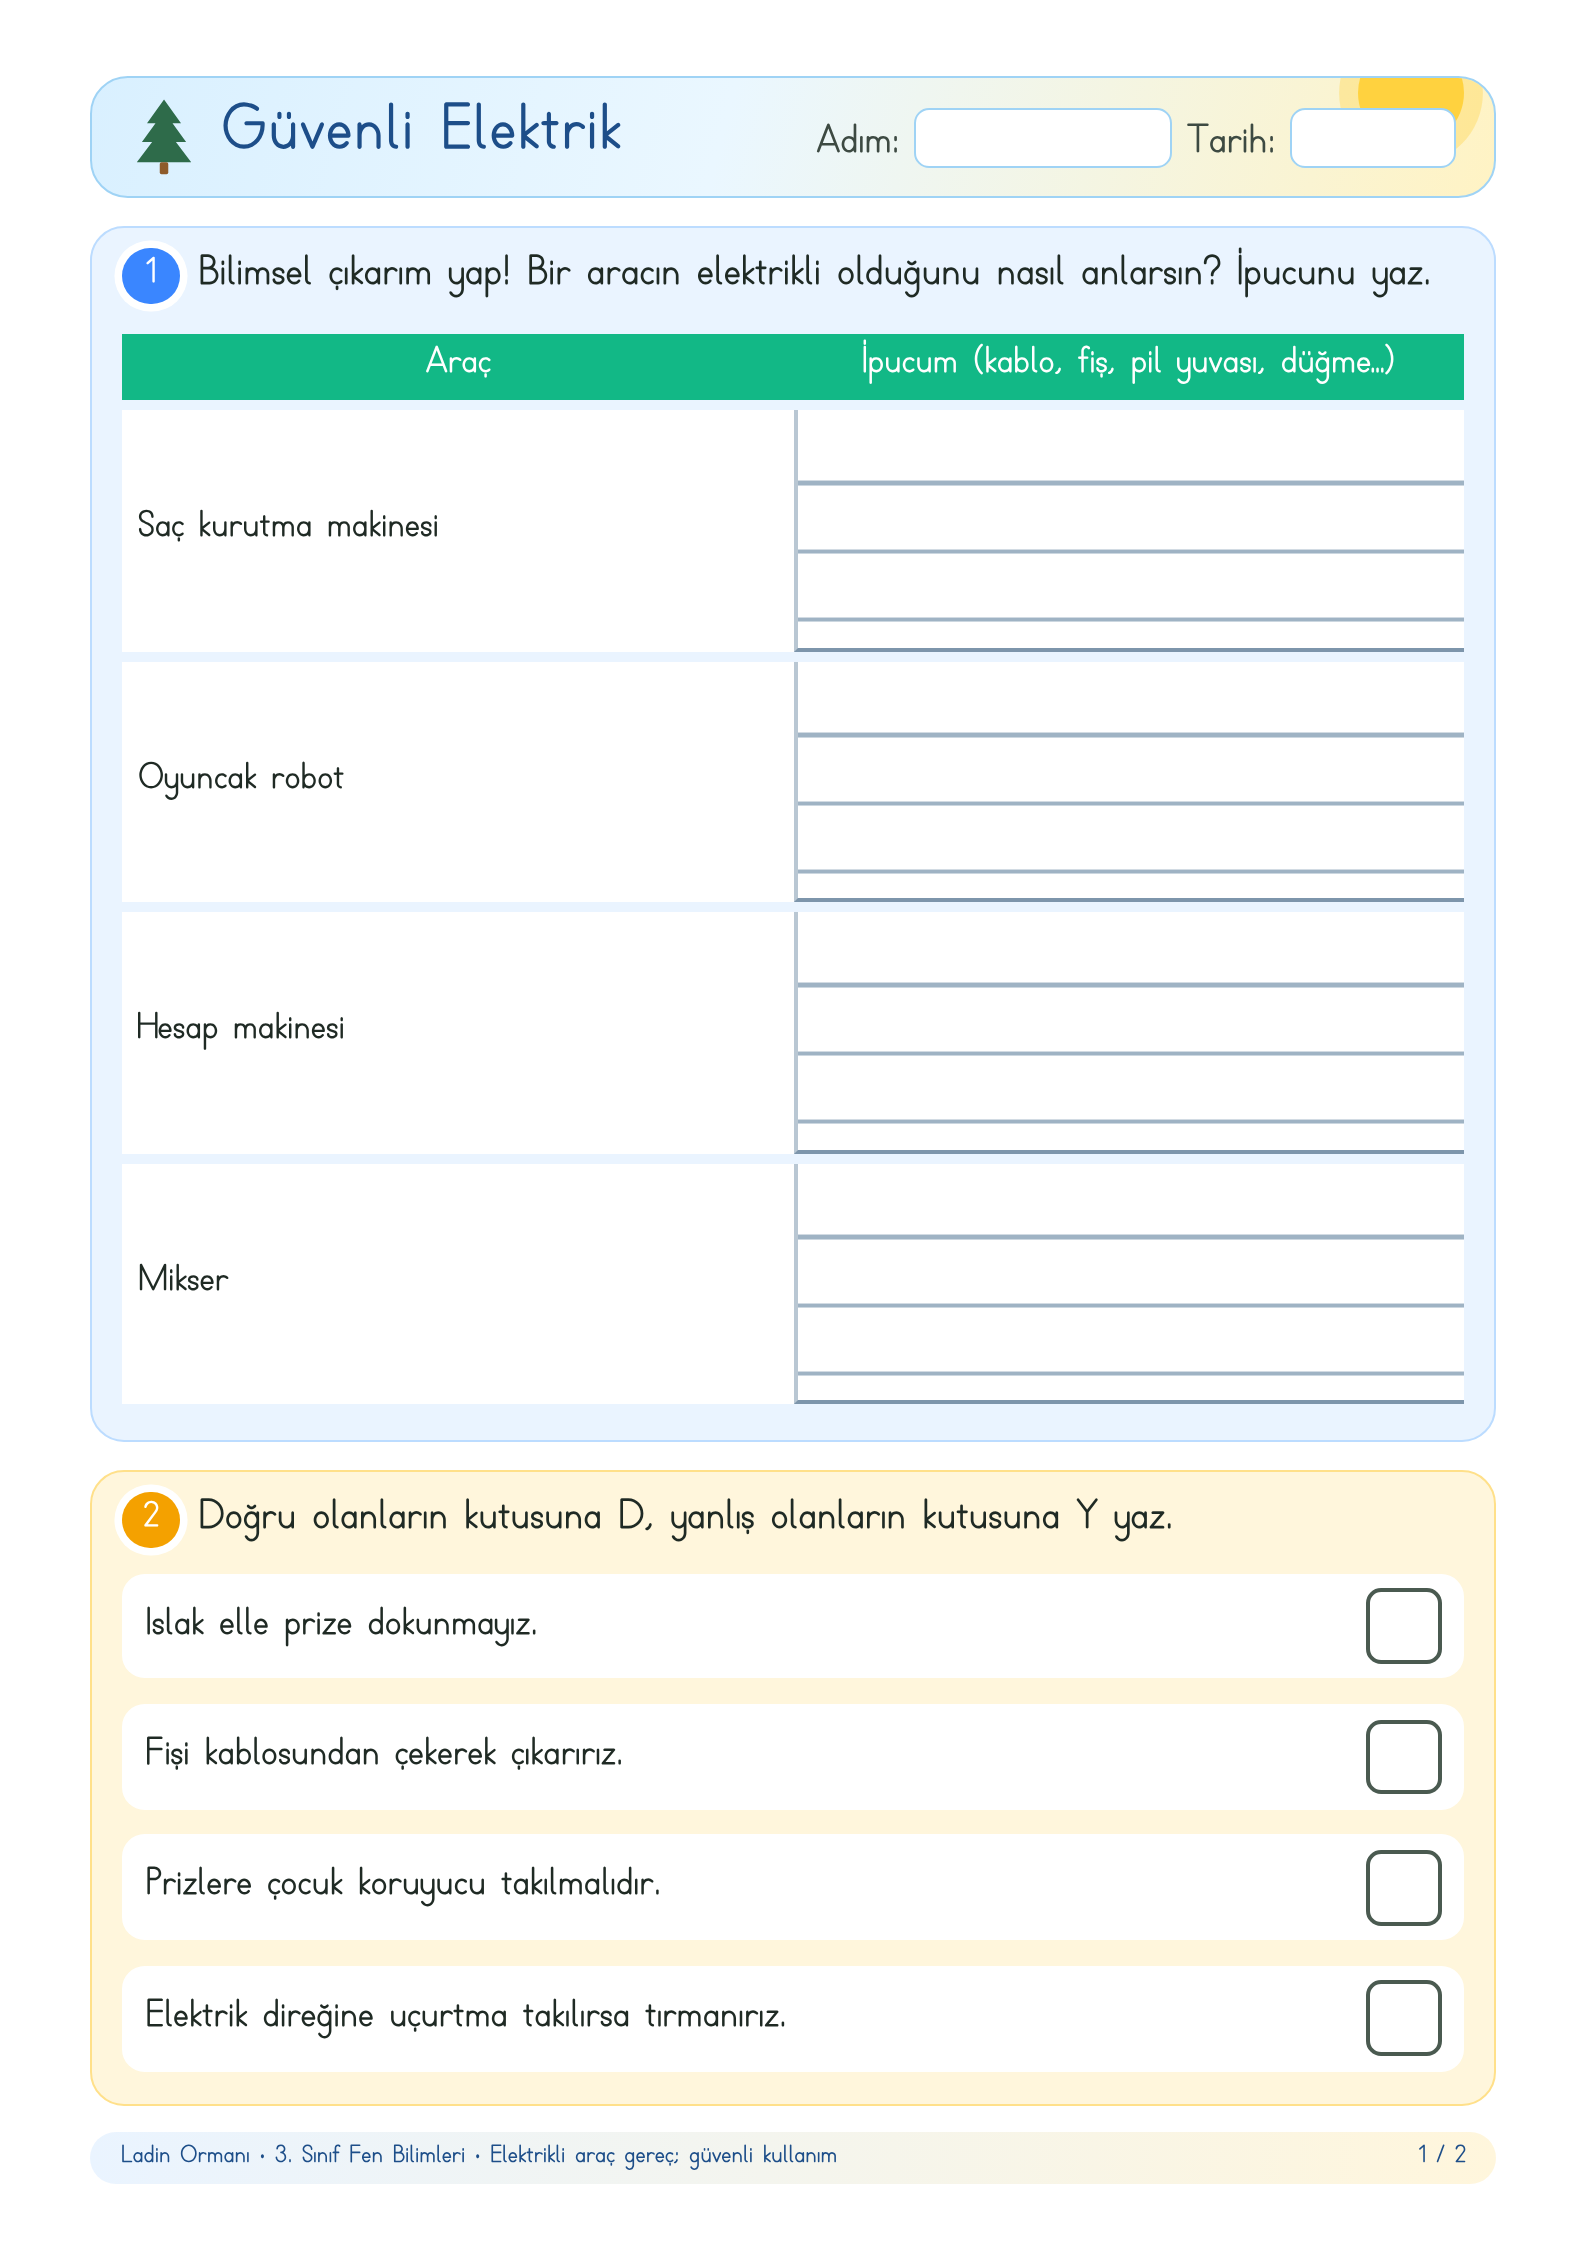 Güvenli Elektrik
Adım:
Tarih:
1 Bilimsel çıkarım yap! Bir aracın elektrikli olduğunu nasıl anlarsın? İpucunu yaz.
Araç
İpucum (kablo, fiş, pil yuvası, düğme...)
Saç kurutma makinesi
Oyuncak robot
Hesap makinesi
Mikser
2 Doğru olanların kutusuna D, yanlış olanların kutusuna Y yaz.
Islak elle prize dokunmayız.
Fişi kablosundan çekerek çıkarırız.
Prizlere çocuk koruyucu takılmalıdır.
Elektrik direğine uçurtma takılırsa tırmanırız.
Ladin Ormanı • 3. Sınıf Fen Bilimleri • Elektrikli araç gereç; güvenli kullanım
1 / 2